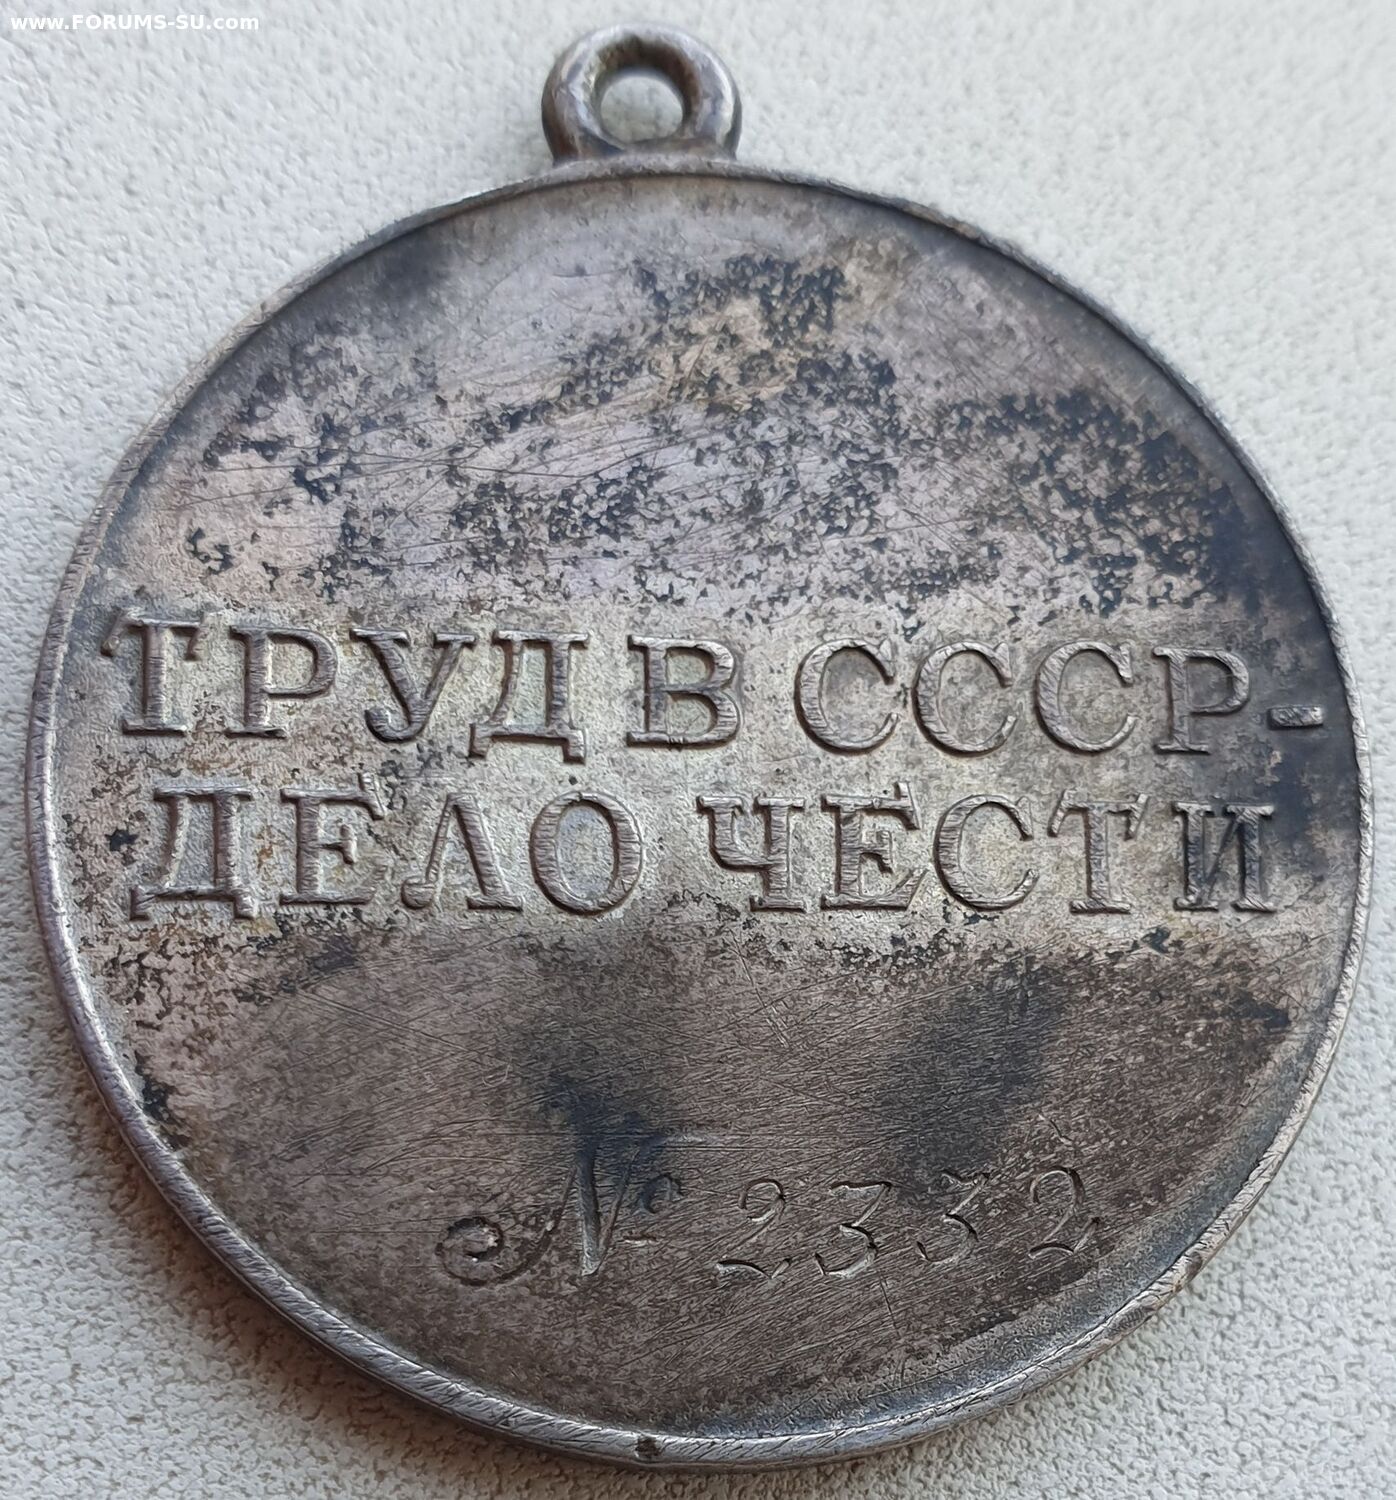 www.FORUMS-SU.com
ТРУД В СССР-
ДЕЛО ЧЕСТИ
№ 2332